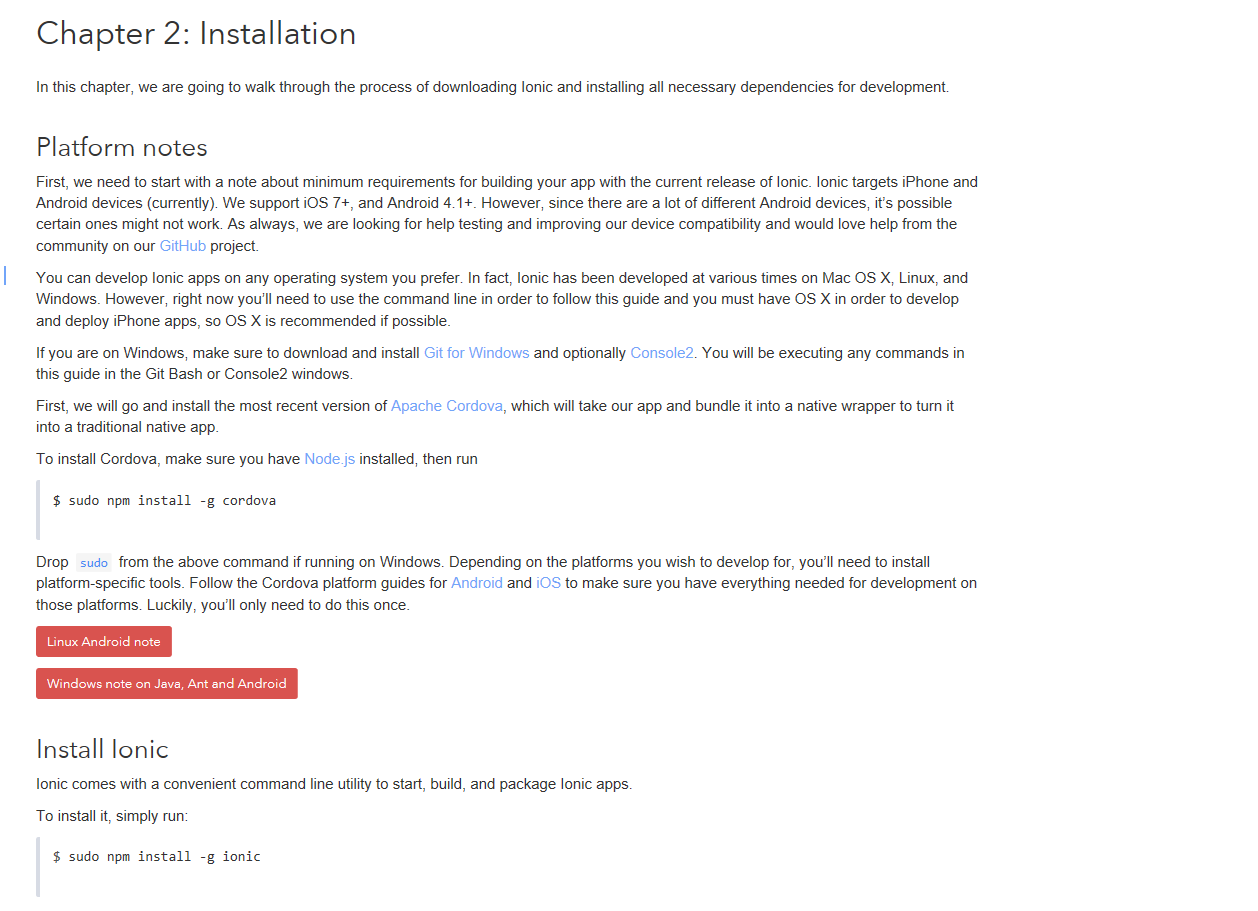 Chapter 2: Installation
In this chapter, we are going to walk through the process of downloading Ionic and installing all necessary dependencies for development.
Platform notes
First, we need to start with a note about minimum requirements for building your app with the current release of Ionic. Ionic targets iPhone and
Android devices (currently). We support iOS 7+, and Android 4.1+. However, since there are a lot of different Android devices, it’s possible
certain ones might not work. As always, we are looking for help testing and improving our device compatibility and would love help from the
community on our GitHub project.
You can develop Ionic apps on any operating system you prefer. In fact, Ionic has been developed at various times on Mac OS X, Linux, and
Windows. However, right now you’ll need to use the command line in order to follow this guide and you must have OS X in order to develop
and deploy iPhone apps, so OS X is recommended if possible.
If you are on Windows, make sure to download and install Git for Windows and optionally Console2. You will be executing any commands in
this guide in the Git Bash or Console2 windows.
First, we will go and install the most recent version of Apache Cordova, which will take our app and bundle it into a native wrapper to turn it
into a traditional native app.
To install Cordova, make sure you have Node.js installed, then run
$ sudo npm install -g cordova
Drop sudo from the above command if running on Windows. Depending on the platforms you wish to develop for, you’ll need to install
platform-specific tools. Follow the Cordova platform guides for Android and iOS to make sure you have everything needed for development on
those platforms. Luckily, you’ll only need to do this once.
Linux Android note
Windows note on Java, Ant and Android
Install Ionic
Ionic comes with a convenient command line utility to start, build, and package Ionic apps.
To install it, simply run:
$ sudo npm install -g ionic